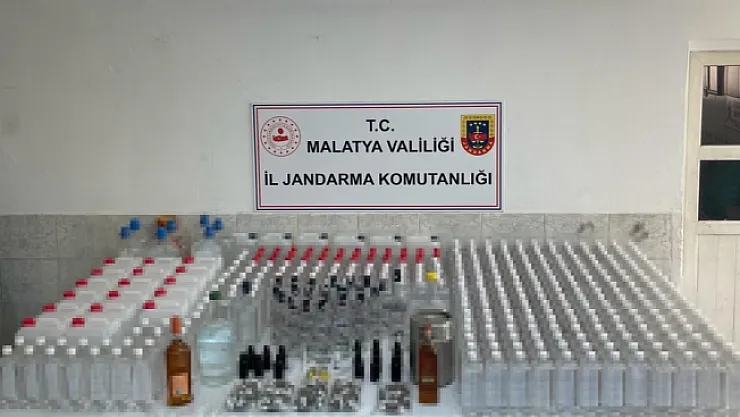 T.C.
MALATYA VALİLİĞİ
İL JANDARMA KOMUTANLIĞI